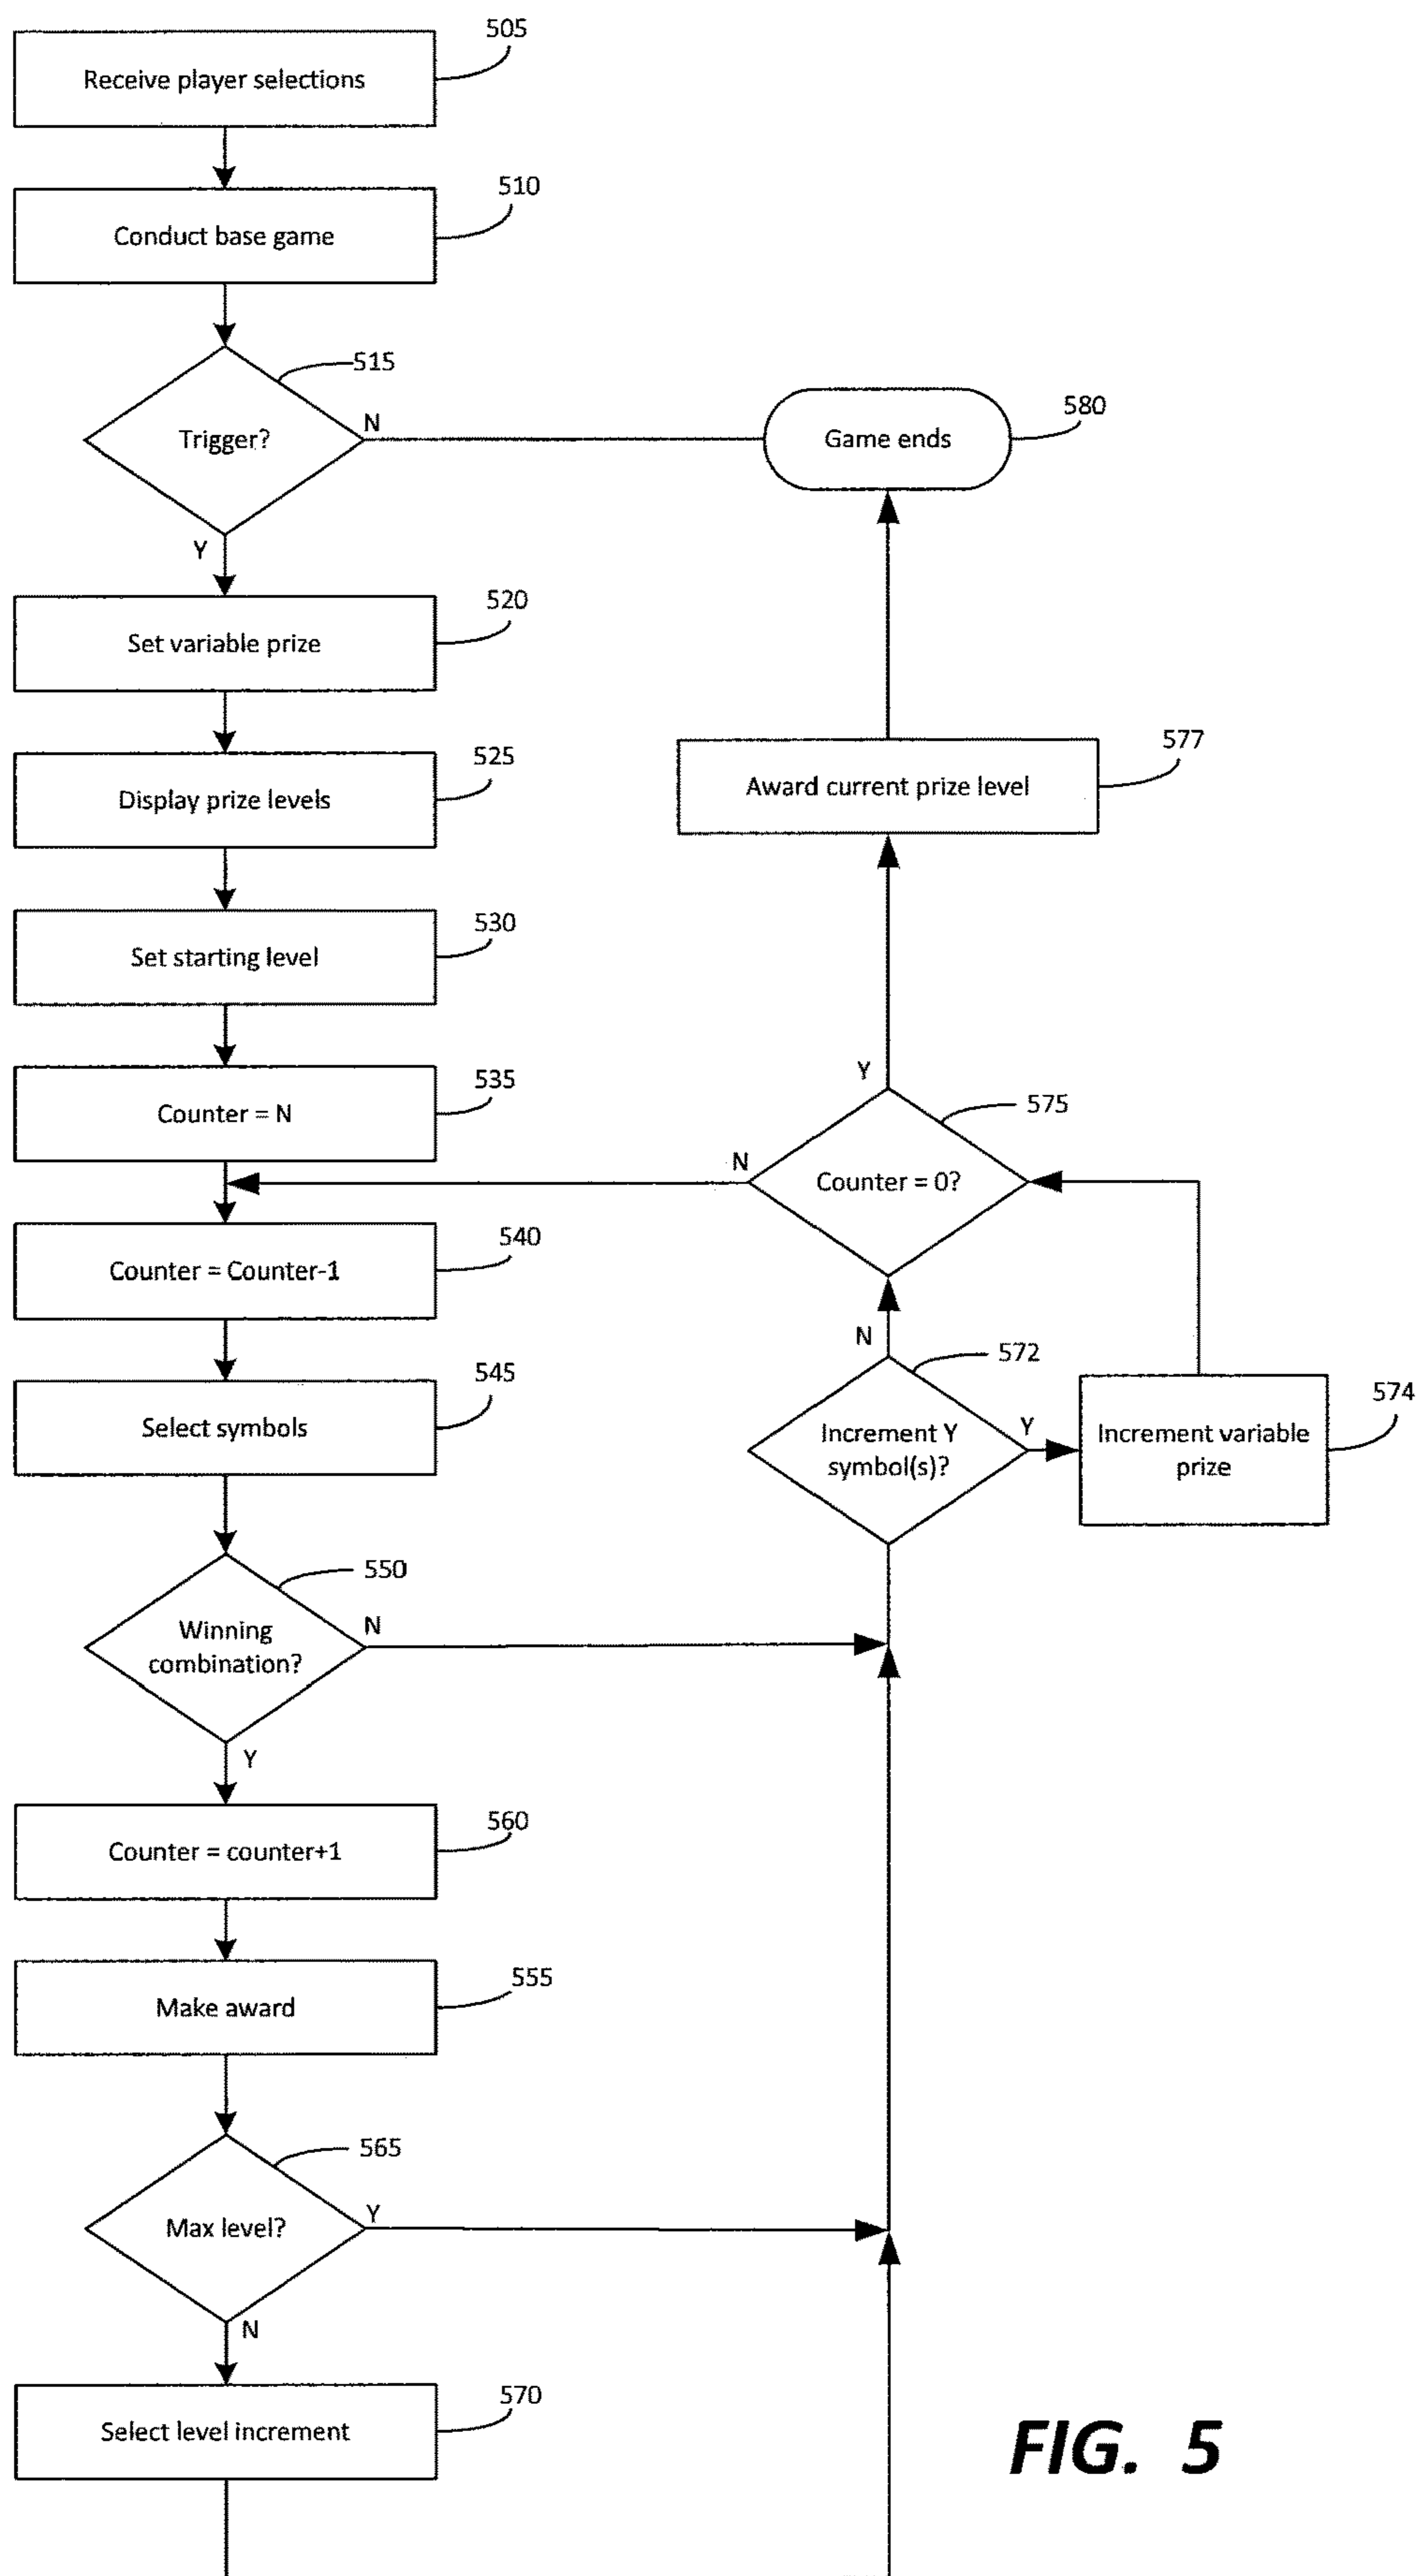 505
Receive player selections
510
Conduct base game
515
Trigger?
N
Y
580
Game ends
520
Set variable prize
525
Display prize levels
577
Award current prize level
530
Set starting level
535
Counter = N
575
Y
N
Counter = 0?
540
Counter = Counter-1
N
572
Increment Y
symbol(s)?
Y
574
Increment variable
prize
545
Select symbols
550
Winning
combination?
N
Y
560
Counter = counter+1
555
Make award
565
Max level?
Y
N
570
Select level increment
FIG. 5